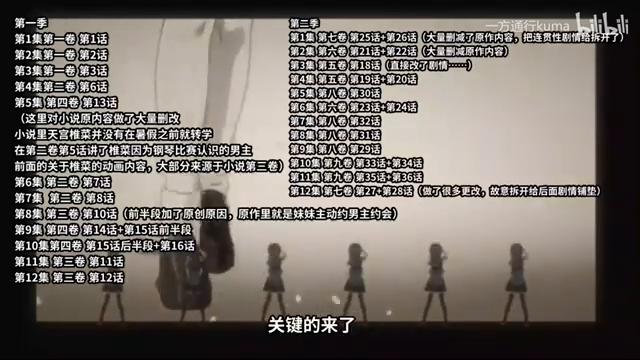 一方通行kuma
bilibili
第一季
第1集第一卷 第1话
第2集第一卷 第2话
第3集第一卷 第3话
第4集第二卷 第6话
第5集 第四卷 第13话
（这里对小说原内容做了大量删改
小说里天宫椎菜并没有在暑假之前就转学
在第二卷第5话讲了椎菜因为钢琴比赛认识的男主
前面的关于椎菜的动画内容，大部分来源于小说第三卷）
第6集 第二卷 第7话
第7集 第二卷 第8话
第8集 第三卷 第10话（前半段加了原创原因，原作里就是妹妹主动约男主约会）
第9集 第四卷 第14话+第15话前半段
第10集第四卷 第15话后半段+第16话
第11集 第三卷 第11话
第12集 第三卷 第12话
第二季
第1集 第七卷 第25话+第26话（大量删减了原作内容，把连贯性剧情给拆开了）
第2集 第六卷 第21话+第22话（大量删减原作内容）
第3集 第五卷 第18话（直接改了剧情……）
第4集 第五卷 第19话+第20话
第5集 第八卷 第30话
第6集 第六卷 第23话+第24话
第7集 第八卷 第32话
第8集 第八卷 第31话
第9集 第八卷 第29话
第10集 第九卷 第33话+第34话
第11集 第九卷 第35话+第36话
第12集 第七卷 第27+第28话（做了很多更改，故意拆开给后面剧情铺垫）
关键的来了